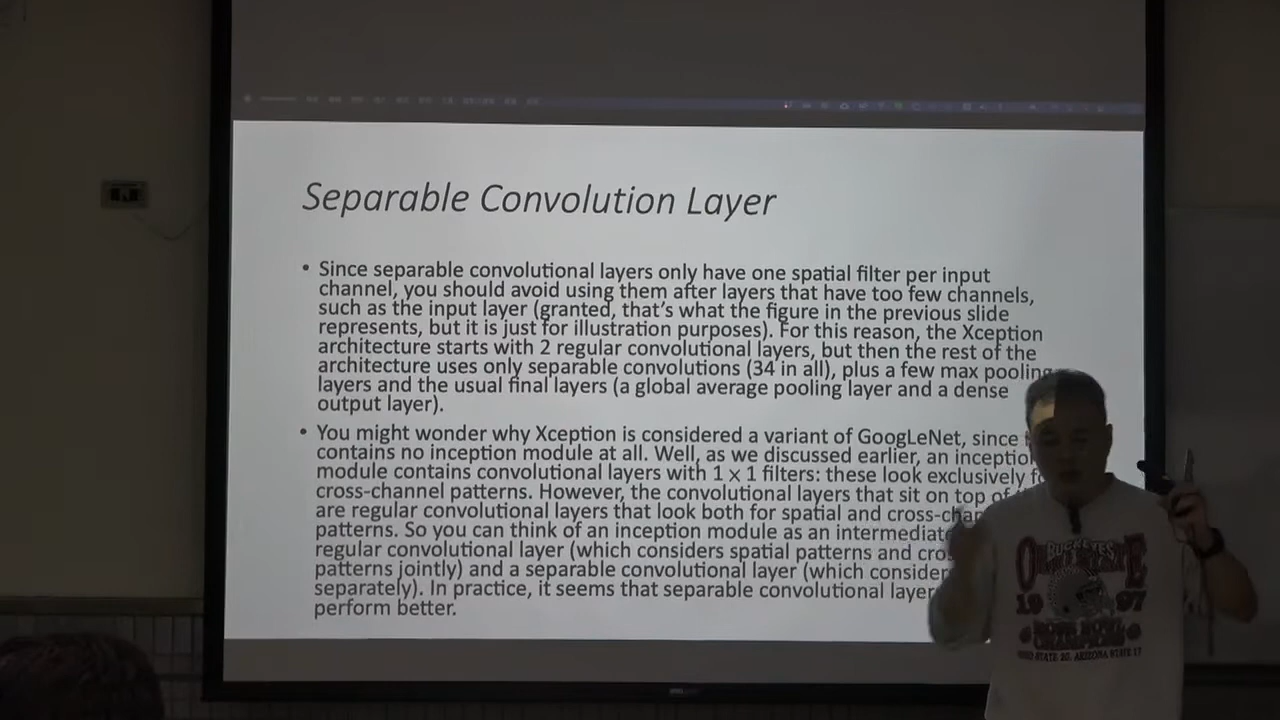 Separable Convolution Layer
• Since separable convolutional layers only have one spatial filter per input
channel, you should avoid using them after layers that have too few channels,
such as the input layer (granted, that's what the figure in the previous slide
represents, but it is just for illustration purposes). For this reason, the Xception
architecture starts with 2 regular convolutional layers, but then the rest of the
architecture uses only separable convolutions (34 in all), plus a few max pooling
layers and the usual final layers (a global average pooling layer and a dense
output layer).
• You might wonder why Xception is considered a variant of GoogLeNet, since
contains no inception module at all. Well, as we discussed earlier, an inception
module contains convolutional layers with 1 x 1 filters: these look exclusively
cross-channel patterns. However, the convolutional layers that sit on top of
are regular convolutional layers that look both for spatial and cross-chan
patterns. So you can think of an inception module as an intermediate
regular convolutional layer (which considers spatial patterns and cro
patterns jointly) and a separable convolutional layer (which consider
separately). In practice, it seems that separable convolutional layer
perform better.
BUCKEYES
19 97
ROSE BOWL
CHAMPIONS
STATE 20, ARIZONA STATE 17